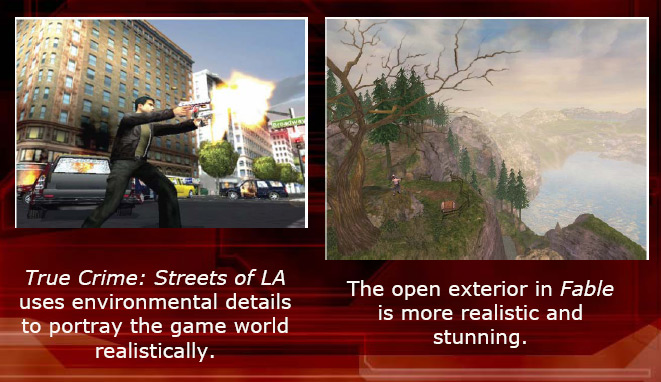 Broadway
True Crime: Streets of LA
uses environmental details
to portray the game world
realistically.
The open exterior in Fable
is more realistic and
stunning.